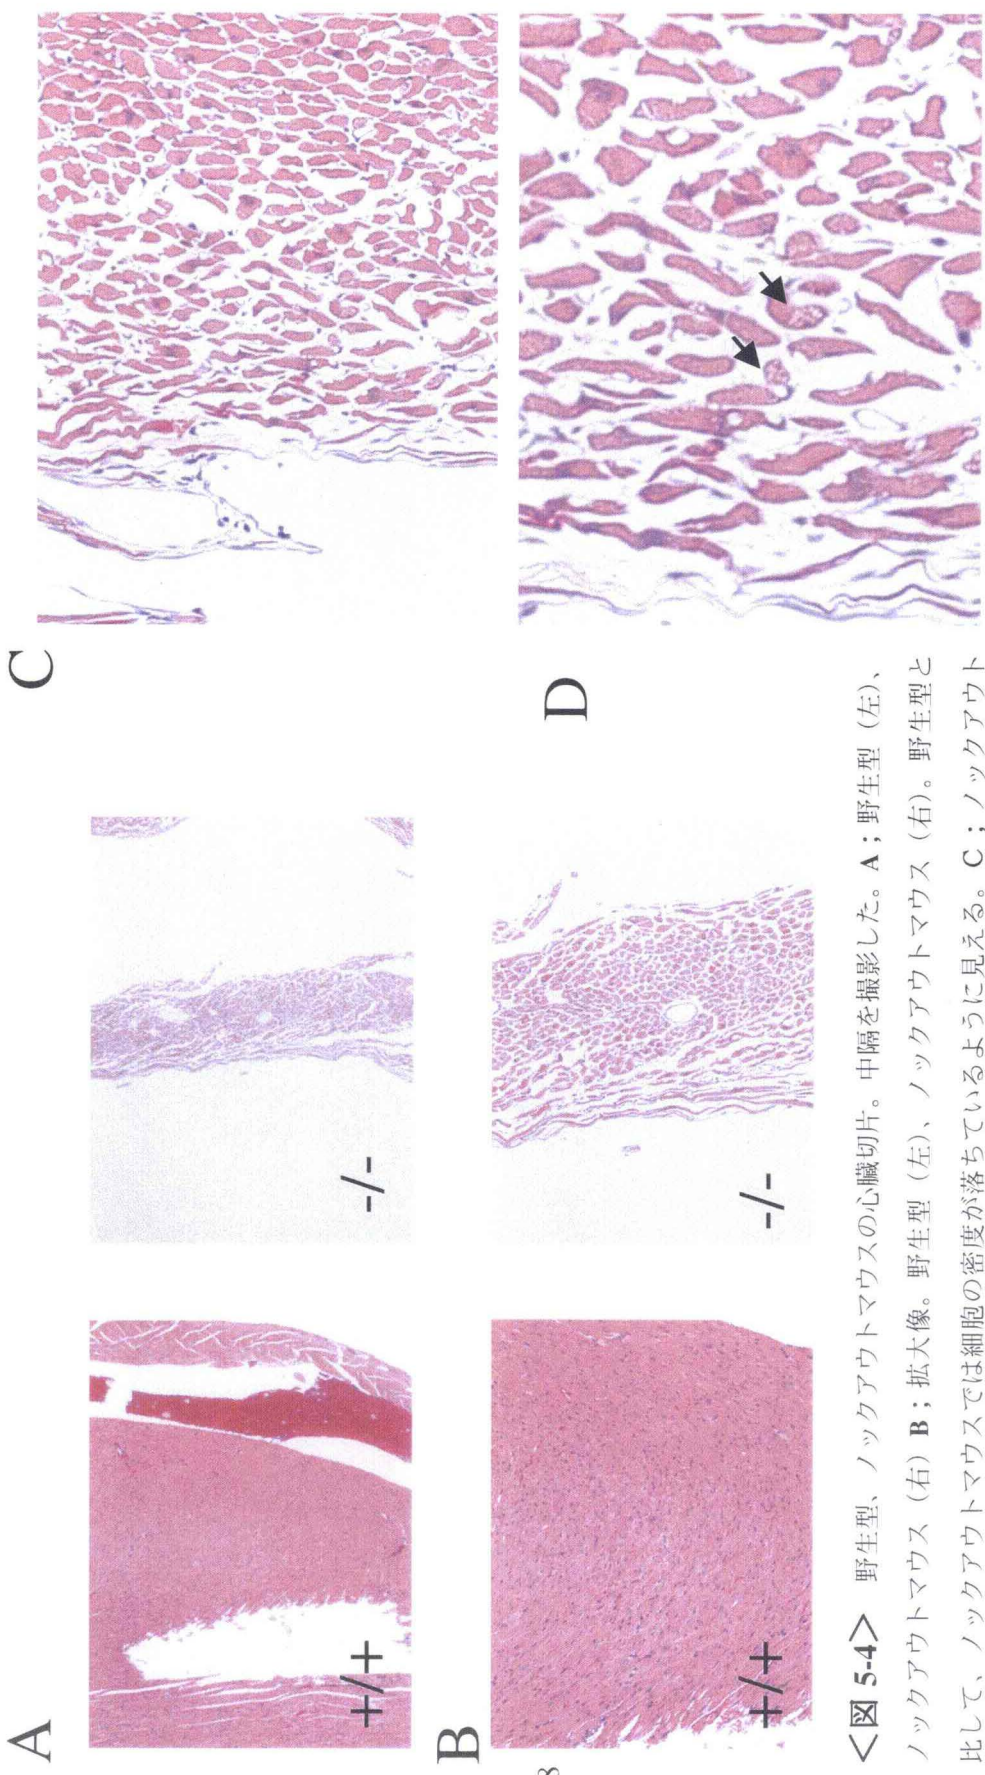 A
+/+
-/-
B
+/+
-/-
C
D
<図 5-4> 野生型、ノックアウトマウスの心臓切片。中隔を撮影した。A ; 野生型 (左)、
ノックアウトマウス (右) B ; 拡大像。野生型 (左)、ノックアウトマウス (右)。野生型と
比して、ノックアウトマウスでは細胞の密度が落ちているように見える。C ; ノックアウト